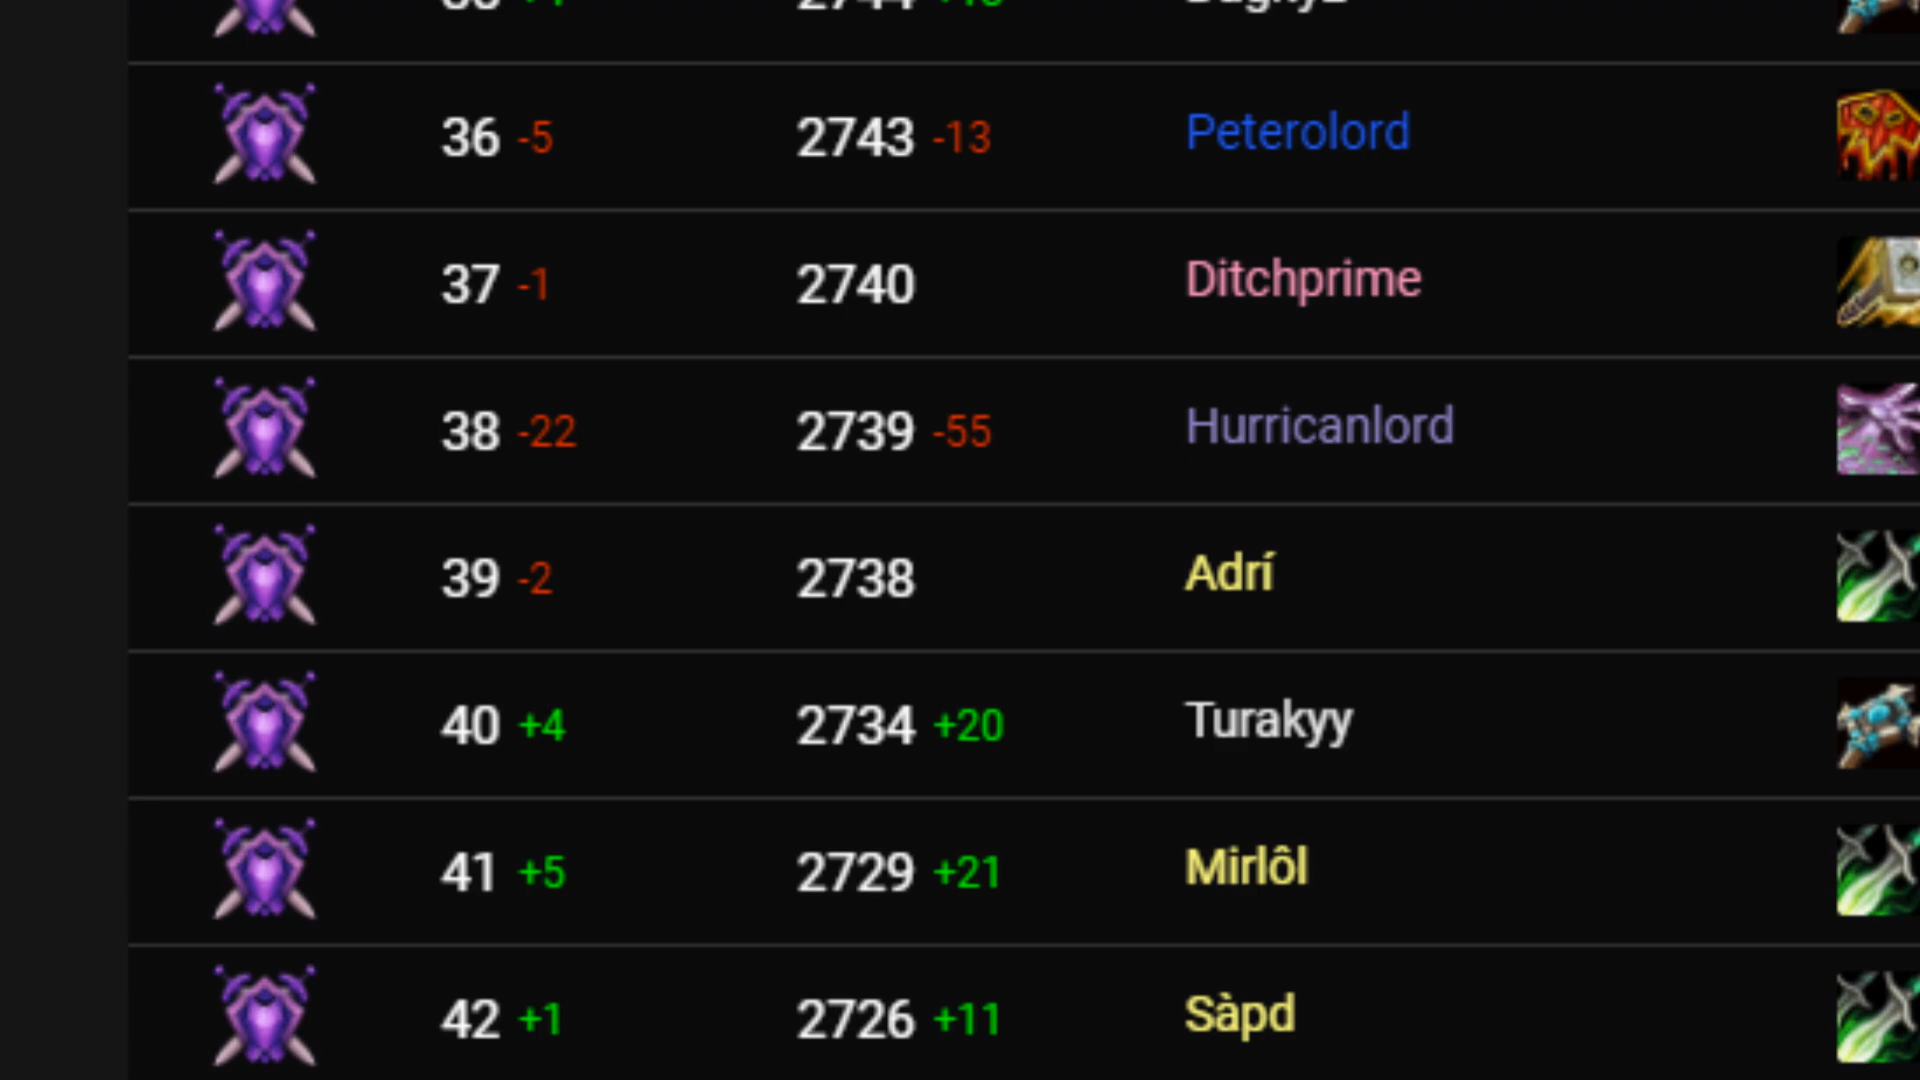 36 -5 2743 -13 Peterolord
37 -1 2740 Ditchprime
38 -22 2739 -55 Hurricanlord
39 -2 2738 Adrí
40 +4 2734 +20 Turakyy
41 +5 2729 +21 Mirlôl
42 +1 2726 +11 Sàpd